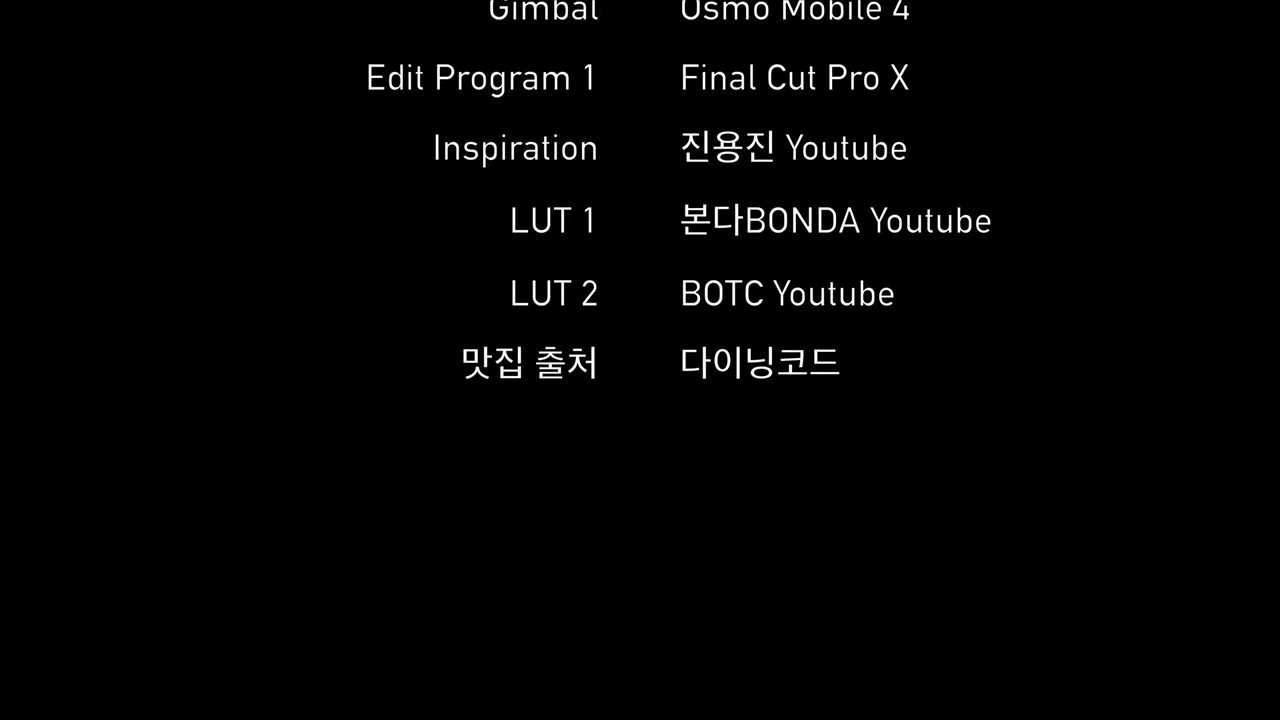 Gimbal Osmo Mobile 4
Edit Program 1 Final Cut Pro X
Inspiration 진용진 Youtube
LUT 1 본다BONDA Youtube
LUT 2 BOTC Youtube
맛집 출처 다이닝코드